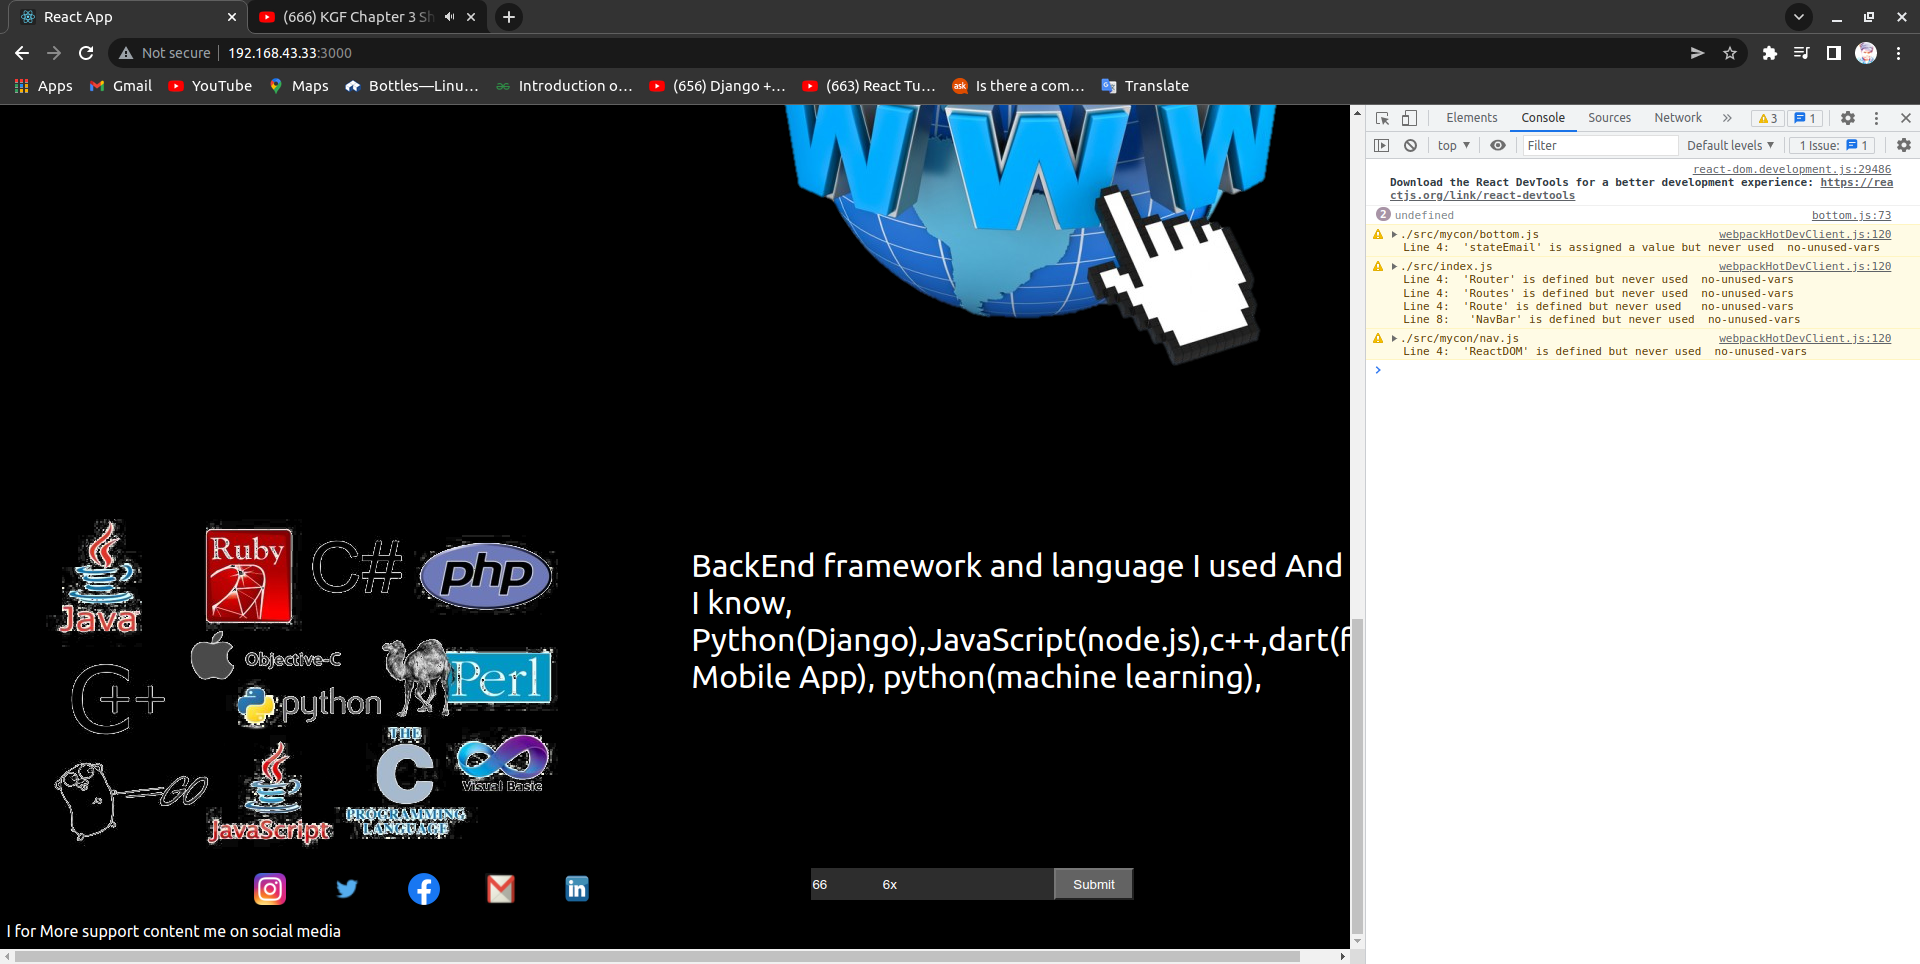 React App
(666) KGF Chapter 3 Sh
Not secure
192.168.43.33:3000
Apps
Gmail
YouTube
Maps
Bottles—Linu...
Introduction o...
(656) Django +...
(663) React Tu...
ask
Is there a com...
Translate
WWW
Elements
Console
Sources
Network
3
1
top
Filter
Default levels
1 Issue:
1
react-dom.development.js:29486
Download the React DevTools for a better development experience: https://rea
ctjs.org/link/react-devtools
2
undefined
bottom.js:73
./src/mycon/bottom.js
webpackHotDevClient.js:120
Line 4:  'stateEmail' is assigned a value but never used  no-unused-vars
./src/index.js
webpackHotDevClient.js:120
Line 4:  'Router' is defined but never used  no-unused-vars
Line 4:  'Routes' is defined but never used  no-unused-vars
Line 4:  'Route' is defined but never used   no-unused-vars
Line 8:   'NavBar' is defined but never used  no-unused-vars
./src/mycon/nav.js
webpackHotDevClient.js:120
Line 4:  'ReactDOM' is defined but never used  no-unused-vars
Java
Ruby
C#
php
Objective-C
C++
python
Perl
GO
JavaScript
THE
C
PROGRAMMING
LANGUAGE
Visual Basic
BackEnd framework and language I used And
I know,
Python(Django),JavaScript(node.js),c++,dart(f
Mobile App), python(machine learning),
in
66
6x
Submit
I for More support content me on social media